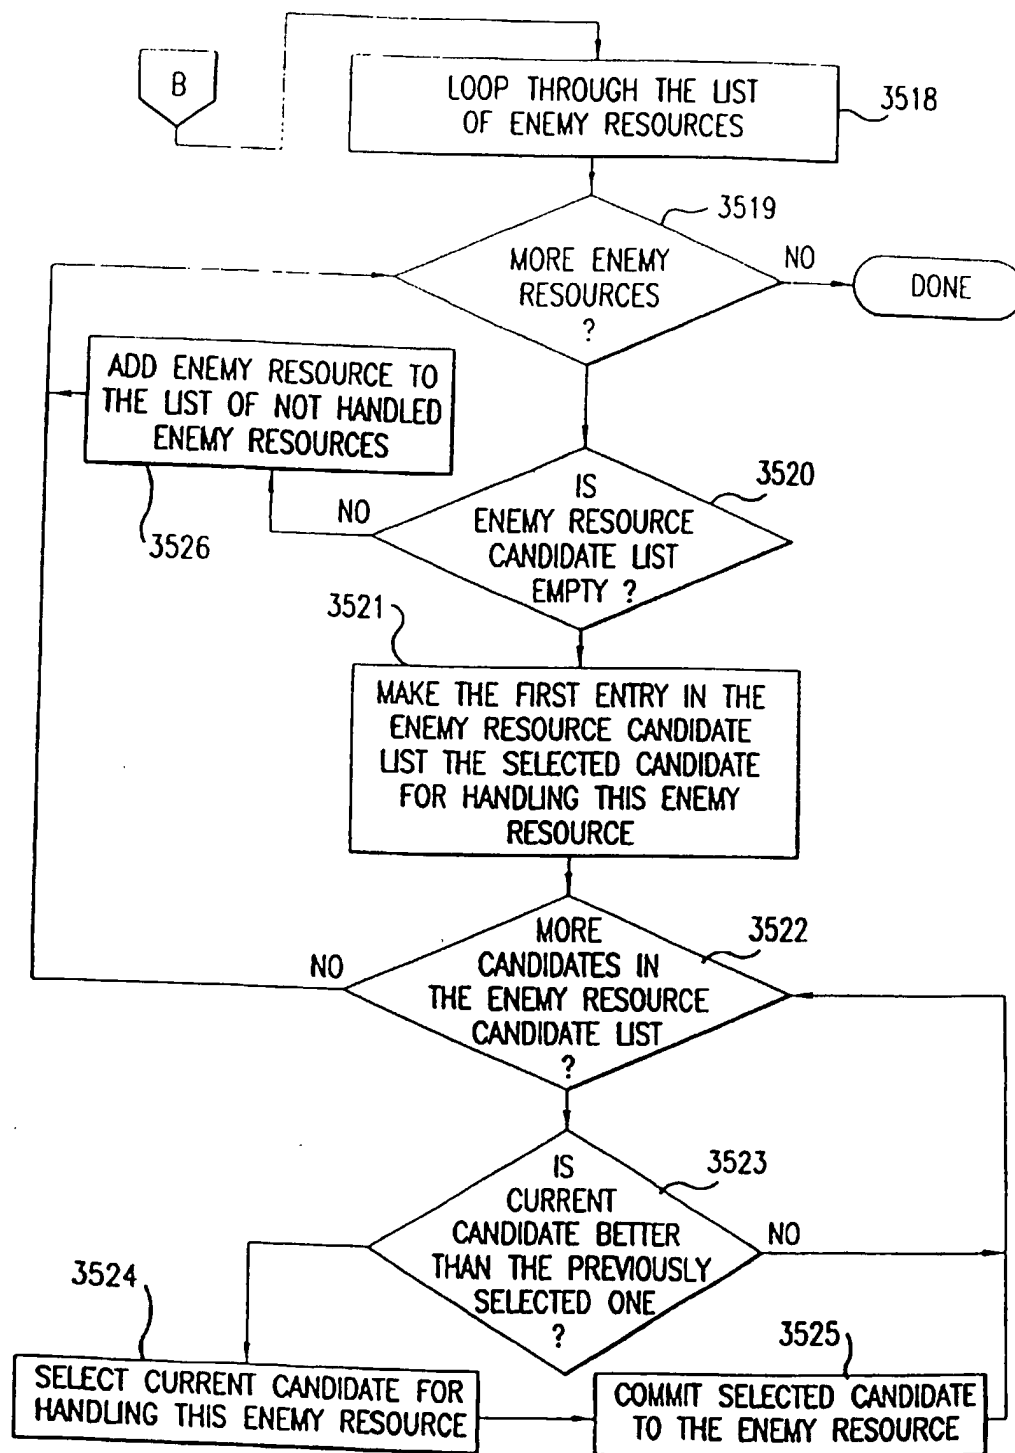 B
LOOP THROUGH THE LIST
OF ENEMY RESOURCES
3518
3519
MORE ENEMY
RESOURCES
?
NO
DONE
ADD ENEMY RESOURCE TO
THE LIST OF NOT HANDLED
ENEMY RESOURCES
3526
NO
IS
ENEMY RESOURCE
CANDIDATE LIST
EMPTY ?
3520
3521
MAKE THE FIRST ENTRY IN THE
ENEMY RESOURCE CANDIDATE
LIST THE SELECTED CANDIDATE
FOR HANDLING THIS ENEMY
RESOURCE
NO
MORE
CANDIDATES IN
THE ENEMY RESOURCE
CANDIDATE LIST
?
3522
IS
CURRENT
CANDIDATE BETTER
THAN THE PREVIOUSLY
SELECTED ONE
?
3523
NO
3524
SELECT CURRENT CANDIDATE FOR
HANDLING THIS ENEMY RESOURCE
3525
COMMIT SELECTED CANDIDATE
TO THE ENEMY RESOURCE